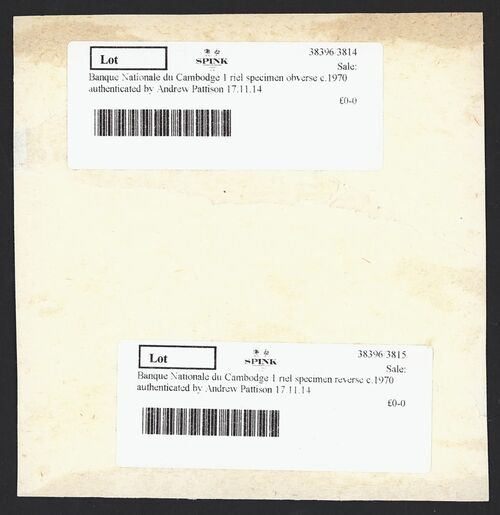 Lot
SPINK
38396 3814
Sale:
Banque Nationale du Cambodge 1 riel specimen obverse c.1970
authenticated by Andrew Pattison 17.11.14
£0-0
Lot
SPINK
38396 3815
Sale:
Banque Nationale du Cambodge 1 riel specimen reverse c.1970
authenticated by Andrew Pattison 17.11.14
£0-0